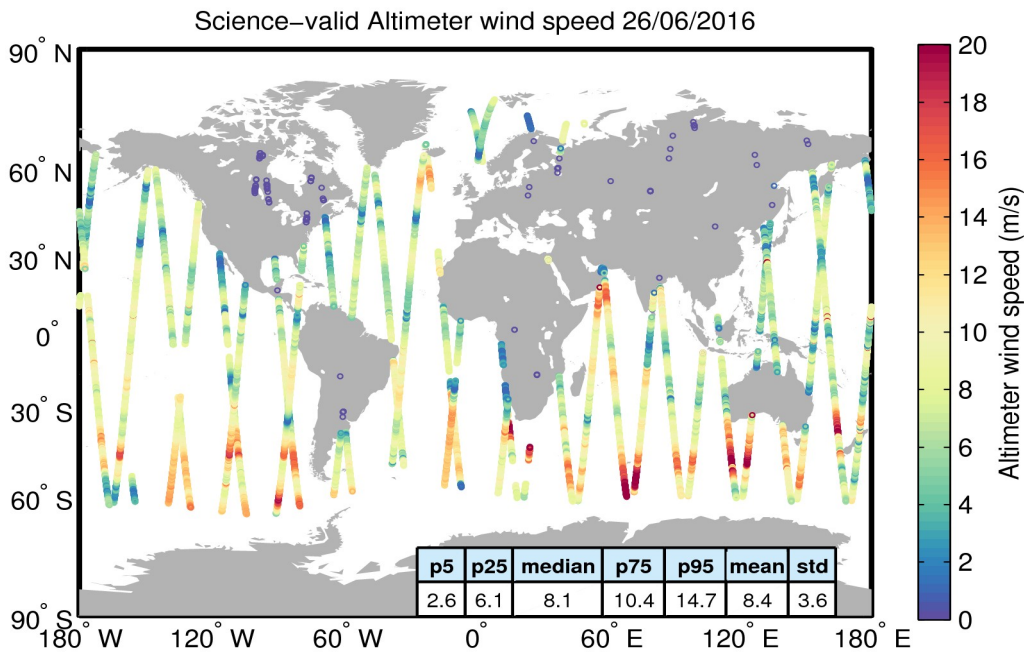 Science−valid Altimeter wind speed 26/06/2016
90° N
60° N
30° N
0°
30° S
60° S
90° S
180° W
120° W
60° W
0°
60° E
120° E
180° E
p5 p25 median p75 p95 mean std
2.6 6.1 8.1 10.4 14.7 8.4 3.6
20
18
16
14
12
10
8
6
4
2
0
Altimeter wind speed (m/s)